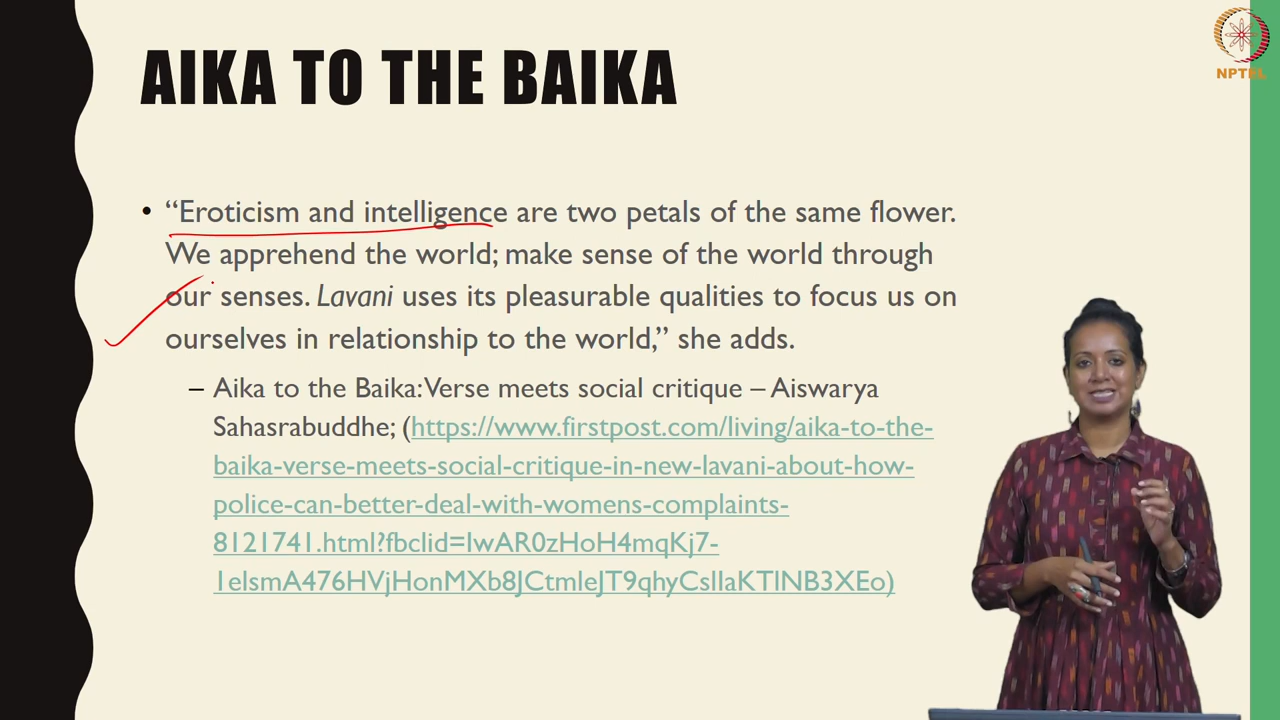 AIKA TO THE BAIKA
NPTEL
• “Eroticism and intelligence are two petals of the same flower.
We apprehend the world; make sense of the world through
our senses. Lavani uses its pleasurable qualities to focus us on
ourselves in relationship to the world,” she adds.
– Aika to the Baika: Verse meets social critique – Aiswarya
Sahasrabuddhe; (https://www.firstpost.com/living/aika-to-the-
baika-verse-meets-social-critique-in-new-lavani-about-how-
police-can-better-deal-with-womens-complaints-
8121741.html?fbclid=IwAR0zHoH4mqKj7-
1elsmA476HVjHonMXb8JCtmleJT9qhyCsllaKTlNB3XEo)